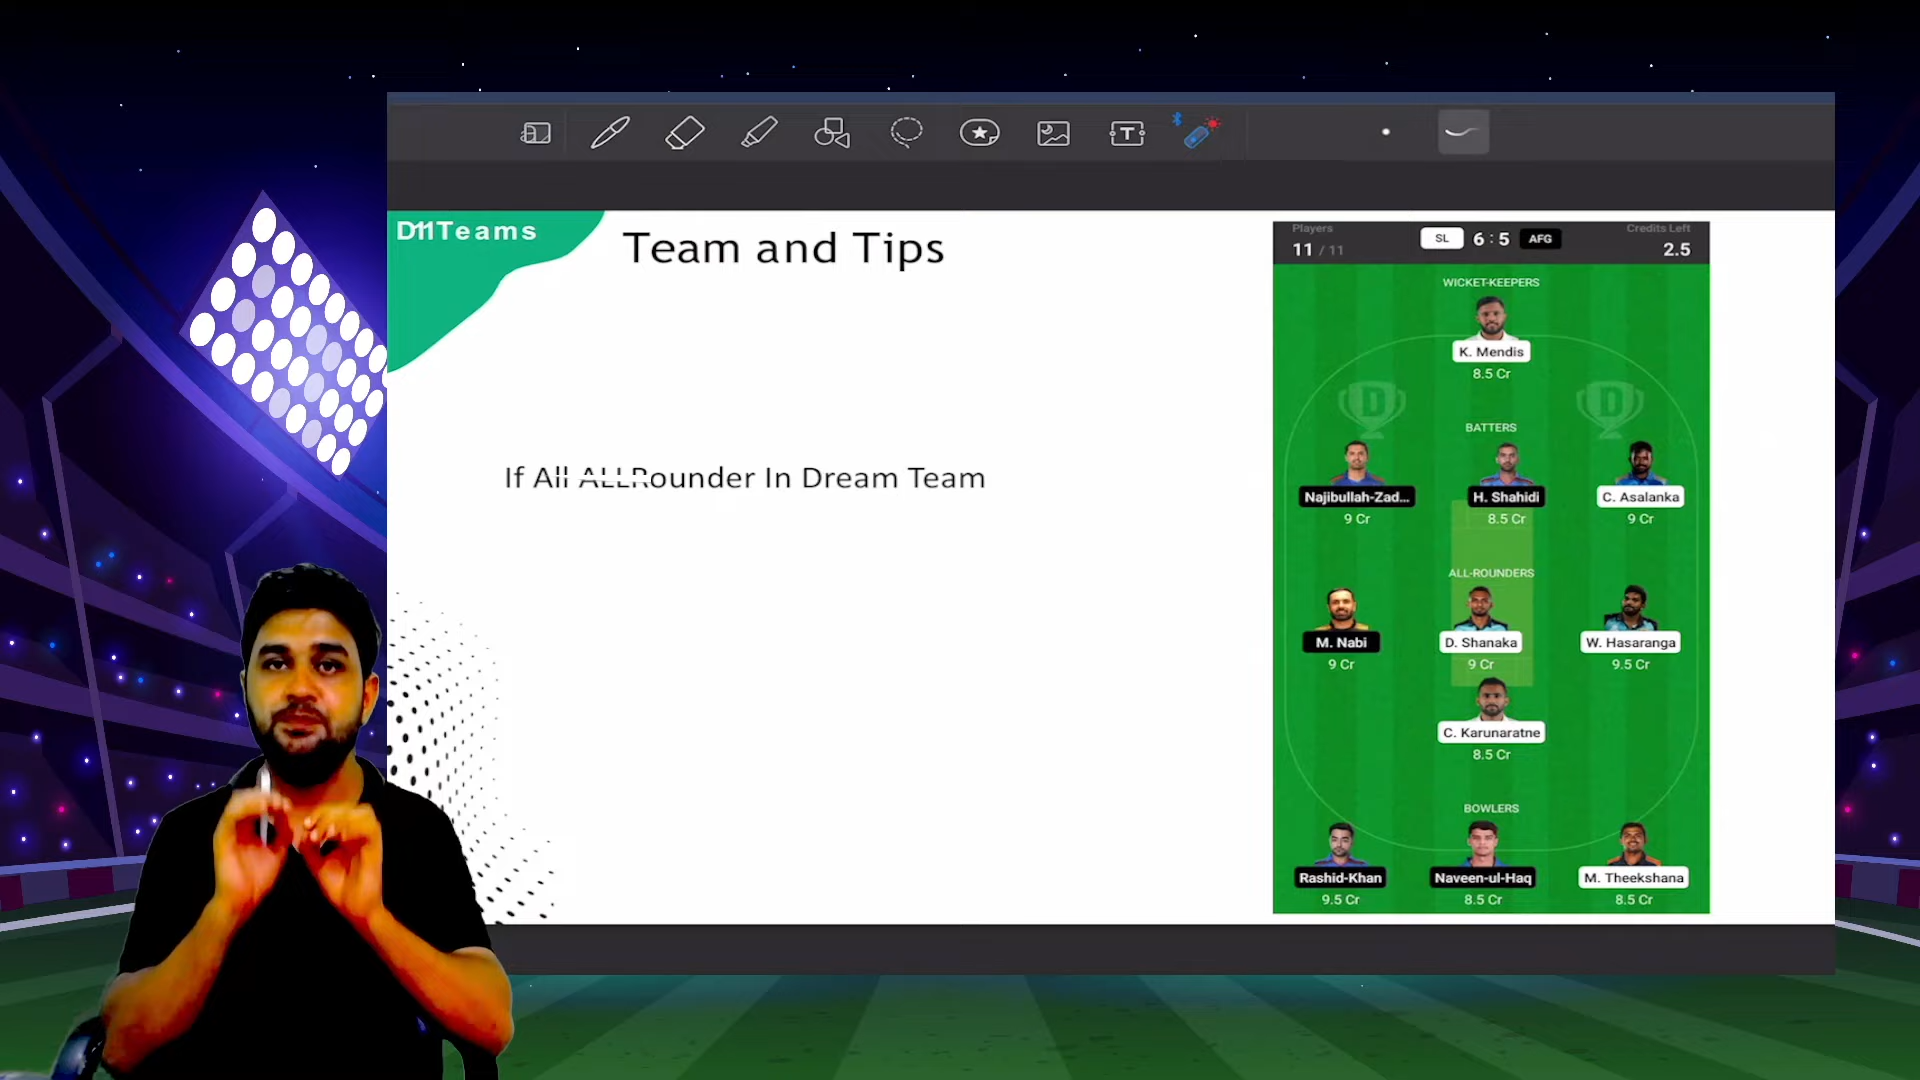 D11Teams
Team and Tips
If All ALLRounder In Dream Team
Players
11 / 11
SL 6 : 5 AFG
Credits Left
2.5
WICKET-KEEPERS
K. Mendis
8.5 Cr
D D
BATTERS
Najibullah-Zad... H. Shahidi C. Asalanka
9 Cr 8.5 Cr 9 Cr
ALL-ROUNDERS
M. Nabi D. Shanaka W. Hasaranga
9 Cr 9 Cr 9.5 Cr
C. Karunaratne
8.5 Cr
BOWLERS
Rashid-Khan Naveen-ul-Haq M. Theekshana
9.5 Cr 8.5 Cr 8.5 Cr